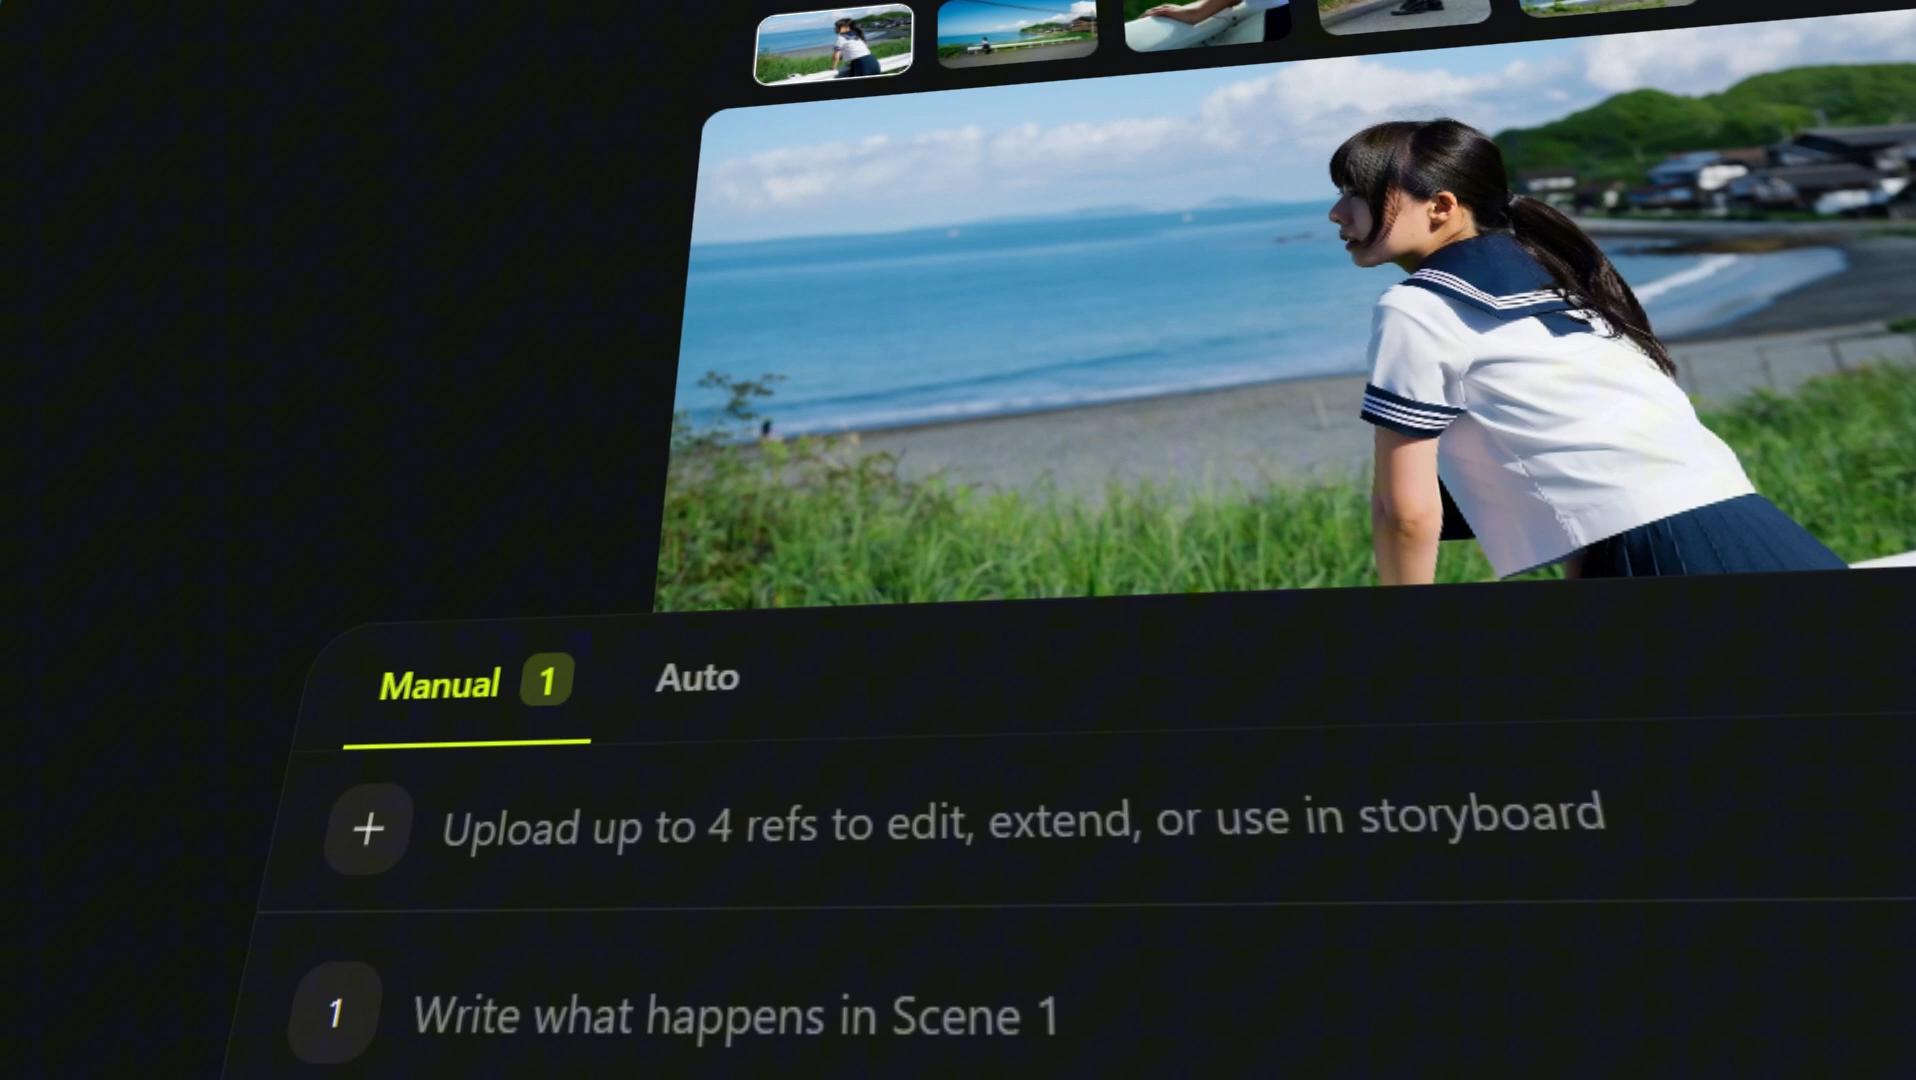 Manual 1 Auto
Upload up to 4 refs to edit, extend, or use in storyboard
1 Write what happens in Scene 1